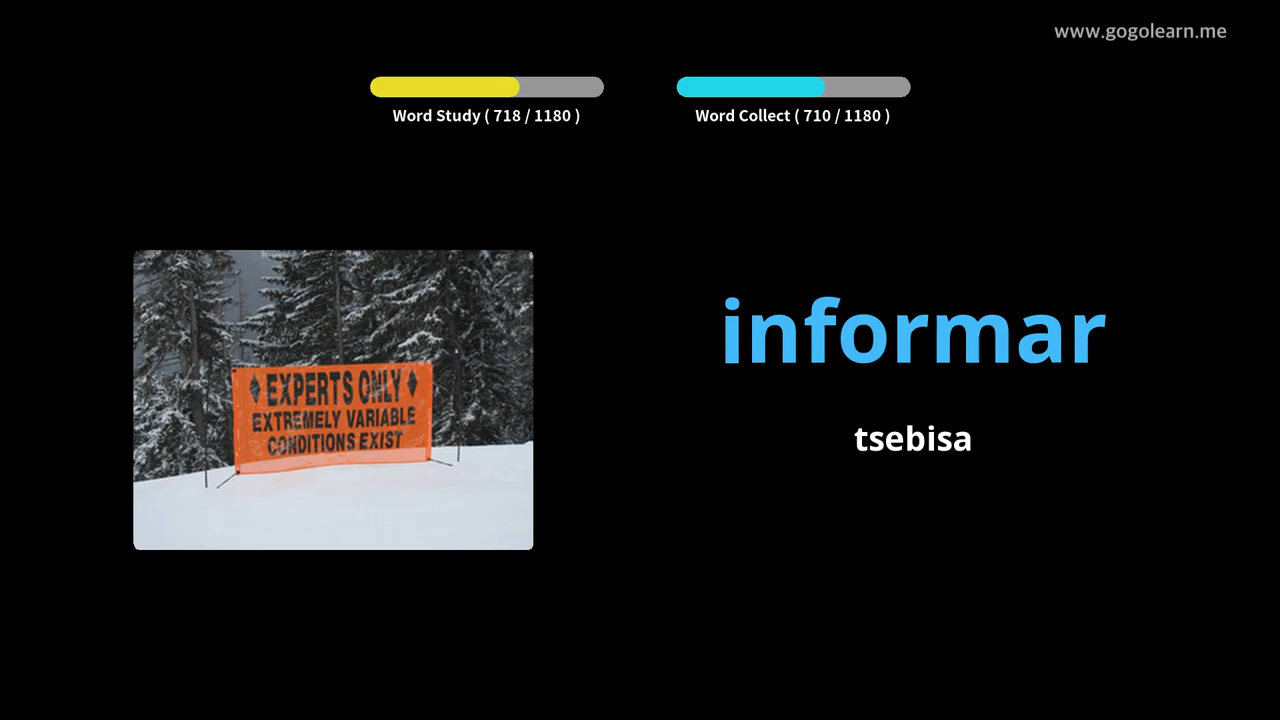 www.gogolearn.me
Word Study ( 718 / 1180 )
Word Collect ( 710 / 1180 )
EXPERTS ONLY
EXTREMELY VARIABLE
CONDITIONS EXIST
informar
tsebisa